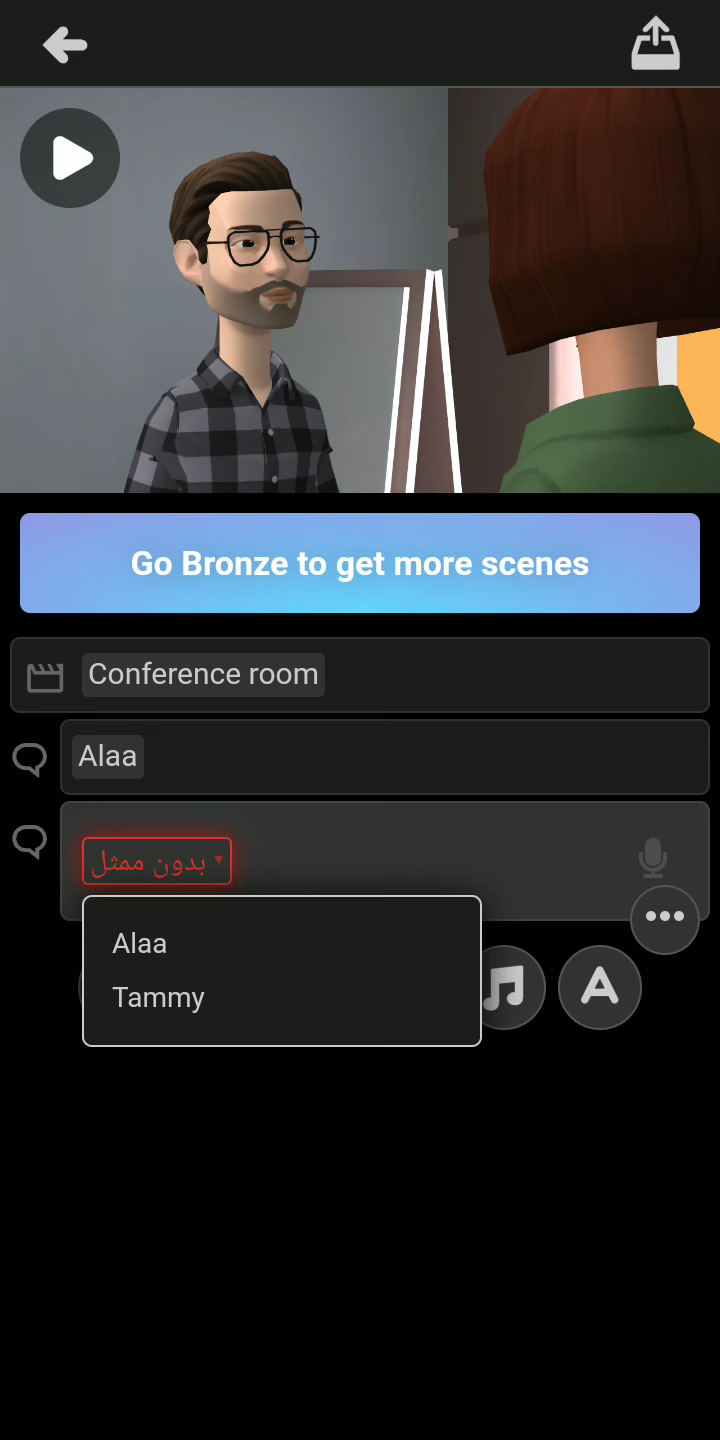 Go Bronze to get more scenes
Conference room
Alaa
بدون ممثل
Alaa
Tammy
A